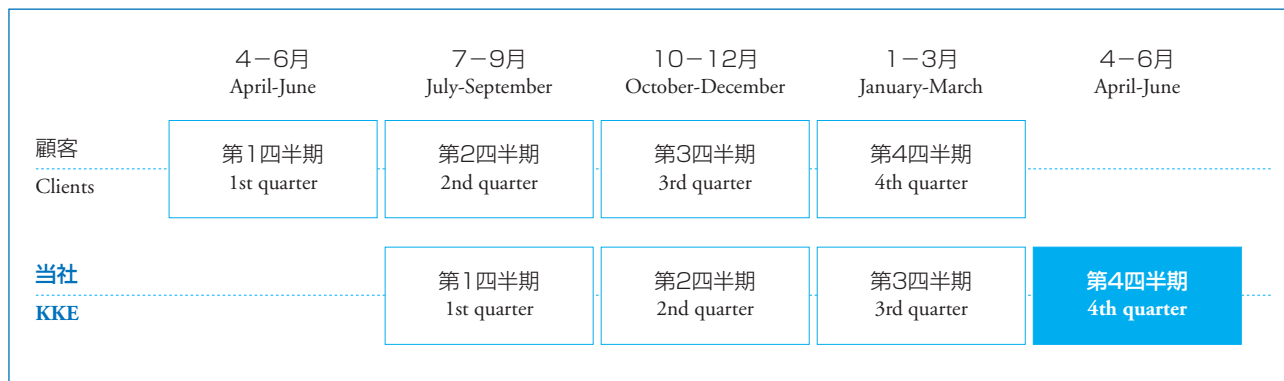 4－6月 7－9月 10－12月 1－3月 4－6月
April-June July-September October-December January-March April-June
顧客 第1四半期 第2四半期 第3四半期 第4四半期
Clients 1st quarter 2nd quarter 3rd quarter 4th quarter
当社 第1四半期 第2四半期 第3四半期 第4四半期
KKE 1st quarter 2nd quarter 3rd quarter 4th quarter